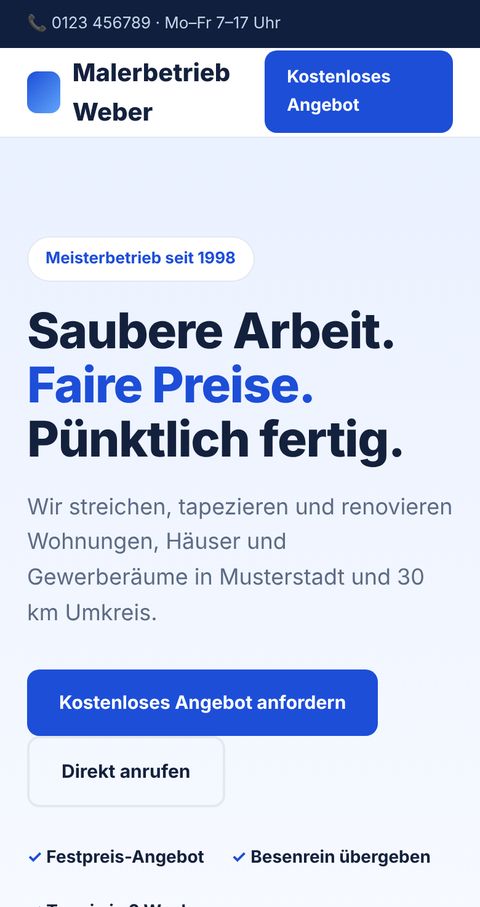 📞 0123 456789 · Mo–Fr 7–17 Uhr
Malerbetrieb
Weber
Kostenloses
Angebot
Meisterbetrieb seit 1998
Saubere Arbeit.
Faire Preise.
Pünktlich fertig.
Wir streichen, tapezieren und renovieren
Wohnungen, Häuser und
Gewerberäume in Musterstadt und 30
km Umkreis.
Kostenloses Angebot anfordern
Direkt anrufen
✓ Festpreis-Angebot ✓ Besenrein übergeben